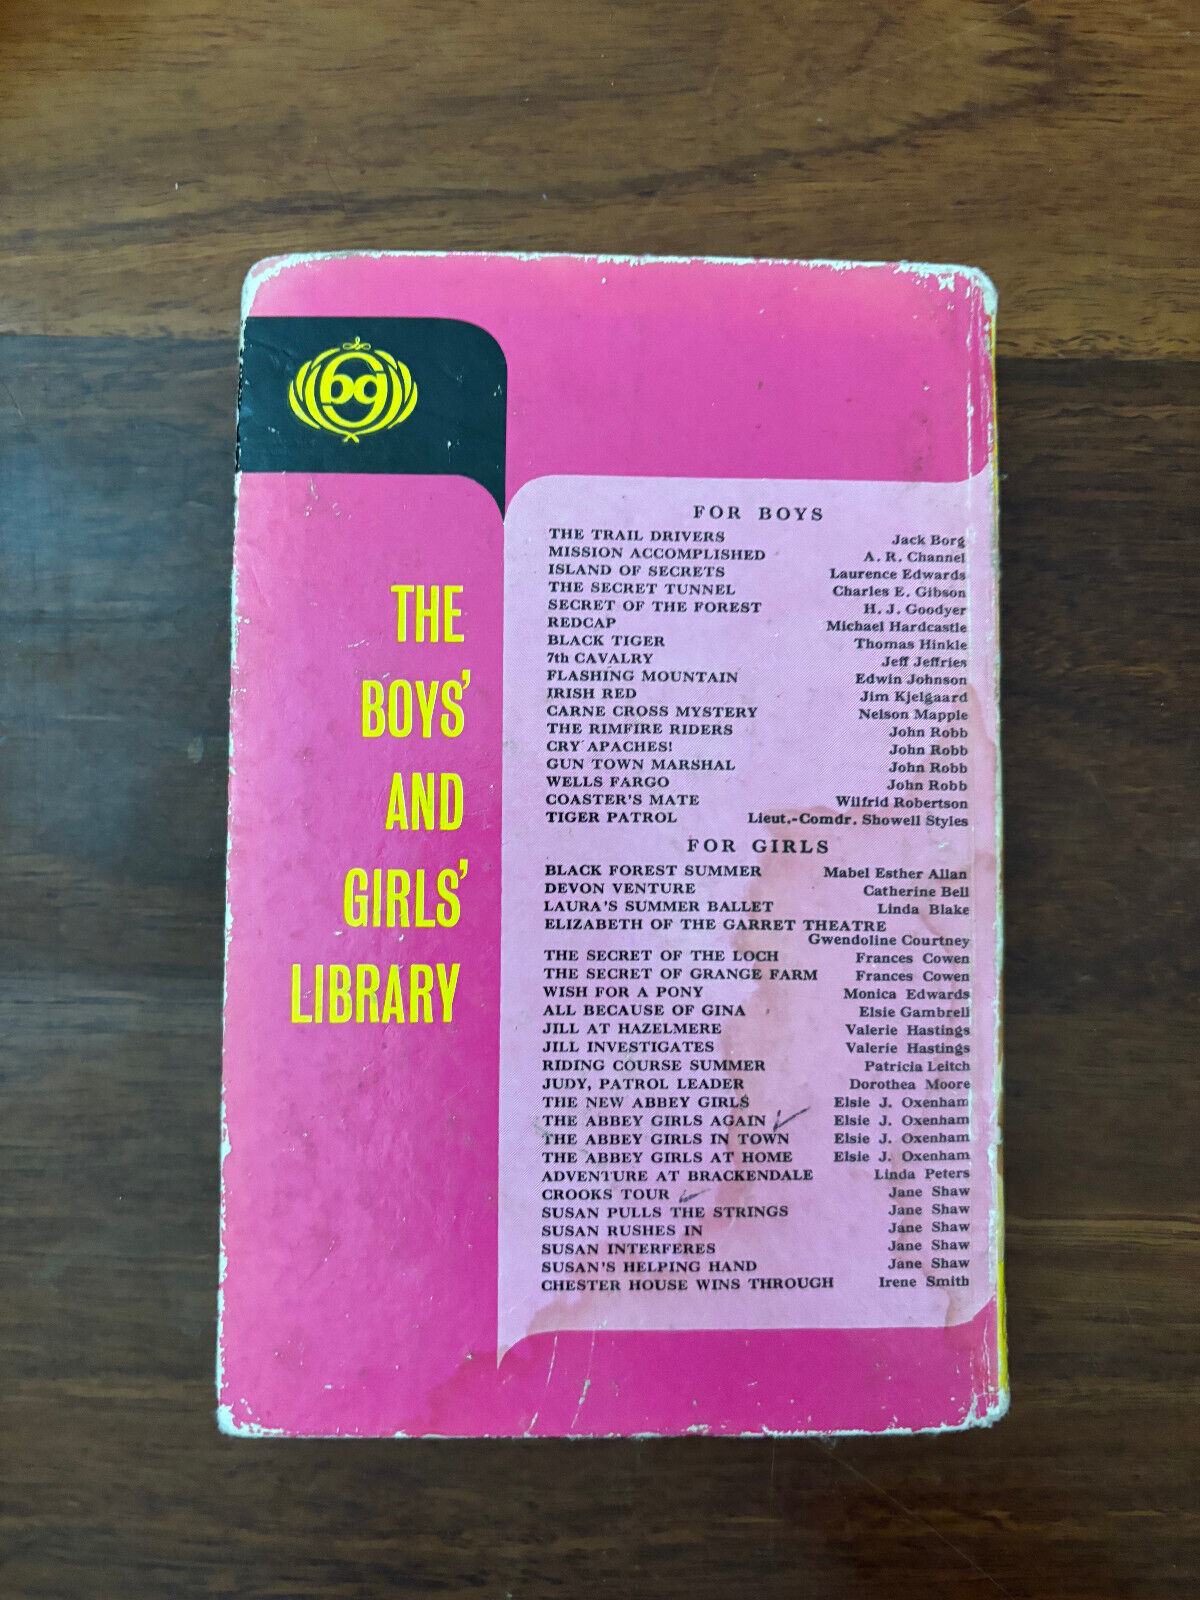 bg
THE
BOYS'
AND
GIRLS'
LIBRARY
FOR BOYS
THE TRAIL DRIVERS Jack Borg
MISSION ACCOMPLISHED A. R. Channel
ISLAND OF SECRETS Laurence Edwards
THE SECRET TUNNEL Charles E. Gibson
SECRET OF THE FOREST H. J. Goodyer
REDCAP Michael Hardcastle
BLACK TIGER Thomas Hinkle
7th CAVALRY Jeff Jeffries
FLASHING MOUNTAIN Edwin Johnson
IRISH RED Jim Kjelgaard
CARNE CROSS MYSTERY Nelson Mapple
THE RIMFIRE RIDERS John Robb
CRY APACHES! John Robb
GUN TOWN MARSHAL John Robb
WELLS FARGO John Robb
COASTER'S MATE Wilfrid Robertson
TIGER PATROL Lieut.-Comdr. Showell Styles
FOR GIRLS
BLACK FOREST SUMMER Mabel Esther Allan
DEVON VENTURE Catherine Bell
LAURA'S SUMMER BALLET Linda Blake
ELIZABETH OF THE GARRET THEATRE
Gwendoline Courtney
THE SECRET OF THE LOCH Frances Cowen
THE SECRET OF GRANGE FARM Frances Cowen
WISH FOR A PONY Monica Edwards
ALL BECAUSE OF GINA Elsie Gambrell
JILL AT HAZELMERE Valerie Hastings
JILL INVESTIGATES Valerie Hastings
RIDING COURSE SUMMER Patricia Leitch
JUDY, PATROL LEADER Dorothea Moore
THE NEW ABBEY GIRLS Elsie J. Oxenham
THE ABBEY GIRLS AGAIN Elsie J. Oxenham
THE ABBEY GIRLS IN TOWN Elsie J. Oxenham
THE ABBEY GIRLS AT HOME Elsie J. Oxenham
ADVENTURE AT BRACKENDALE Linda Peters
CROOKS TOUR Jane Shaw
SUSAN PULLS THE STRINGS Jane Shaw
SUSAN RUSHES IN Jane Shaw
SUSAN INTERFERES Jane Shaw
SUSAN'S HELPING HAND Jane Shaw
CHESTER HOUSE WINS THROUGH Irene Smith